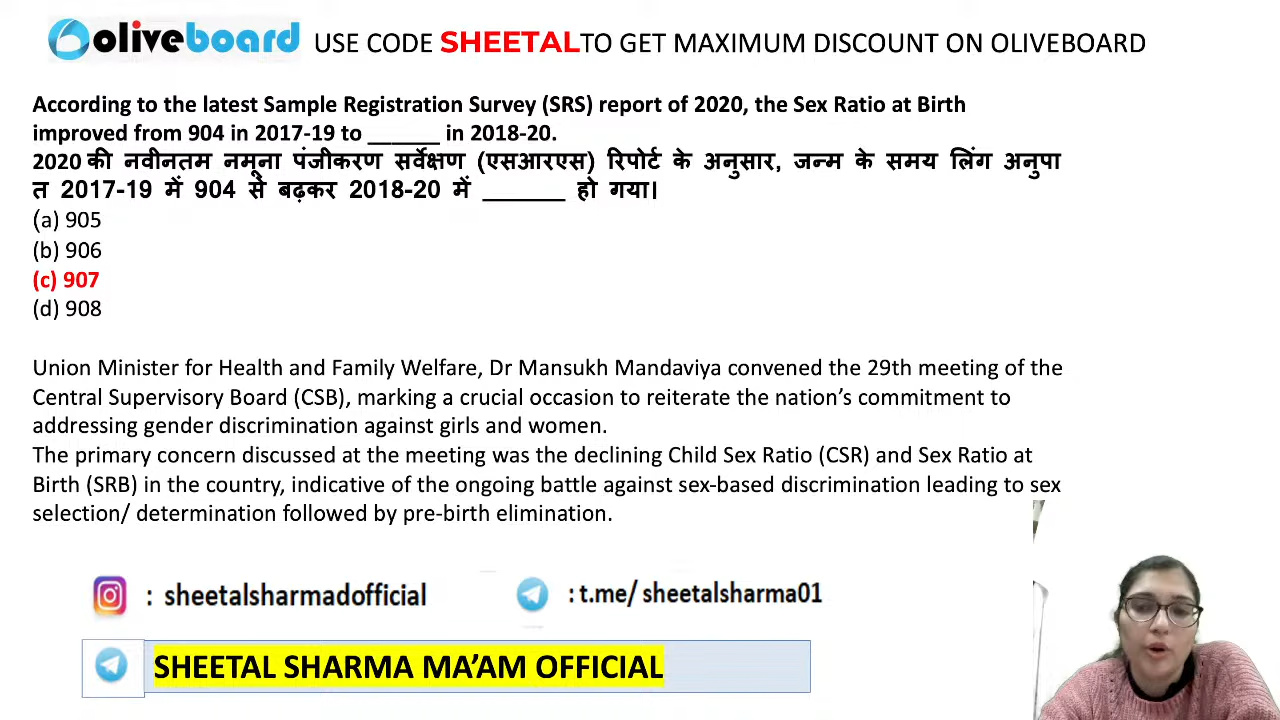 oliveboard USE CODE SHEETAL TO GET MAXIMUM DISCOUNT ON OLIVEBOARD
According to the latest Sample Registration Survey (SRS) report of 2020, the Sex Ratio at Birth
improved from 904 in 2017-19 to ______ in 2018-20.
2020 की नवीनतम नमूना पंजीकरण सर्वेक्षण (एसआरएस) रिपोर्ट के अनुसार, जन्म के समय लिंग अनुपा
त 2017-19 में 904 से बढ़कर 2018-20 में ______ हो गया।
(a) 905
(b) 906
(c) 907
(d) 908
Union Minister for Health and Family Welfare, Dr Mansukh Mandaviya convened the 29th meeting of the
Central Supervisory Board (CSB), marking a crucial occasion to reiterate the nation’s commitment to
addressing gender discrimination against girls and women.
The primary concern discussed at the meeting was the declining Child Sex Ratio (CSR) and Sex Ratio at
Birth (SRB) in the country, indicative of the ongoing battle against sex-based discrimination leading to sex
selection/ determination followed by pre-birth elimination.
: sheetalsharmadofficial : t.me/ sheetalsharma01
SHEETAL SHARMA MA’AM OFFICIAL